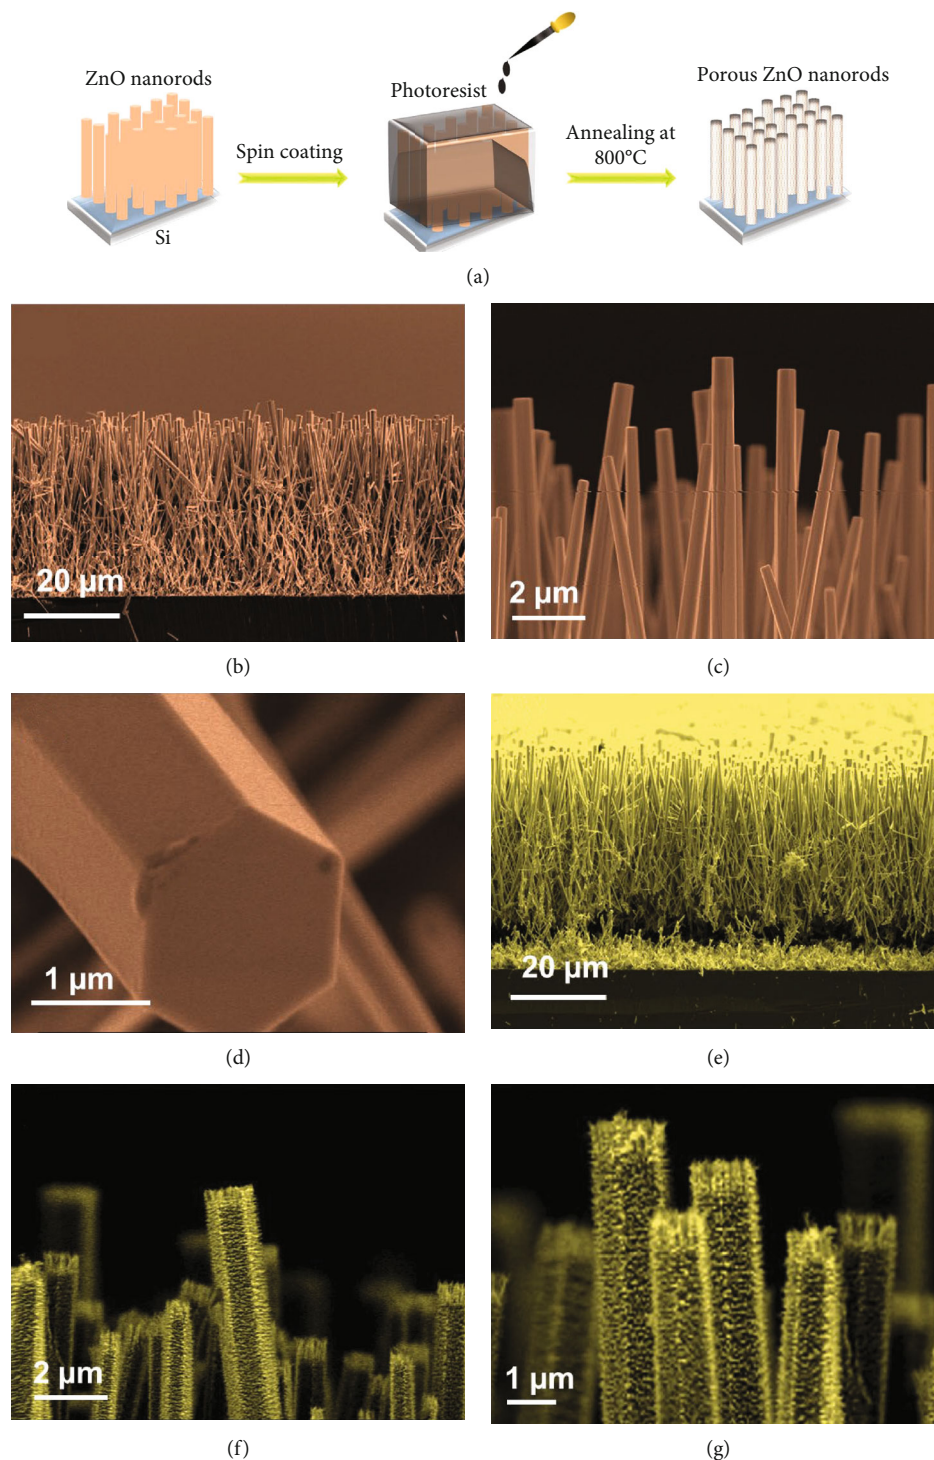 ZnO nanorods
Spin coating
Si
Photoresist
Annealing at
800°C
Porous ZnO nanorods
(a)
20 μm
(b)
2 μm
(c)
1 μm
(d)
20 μm
(e)
2 μm
(f)
1 μm
(g)